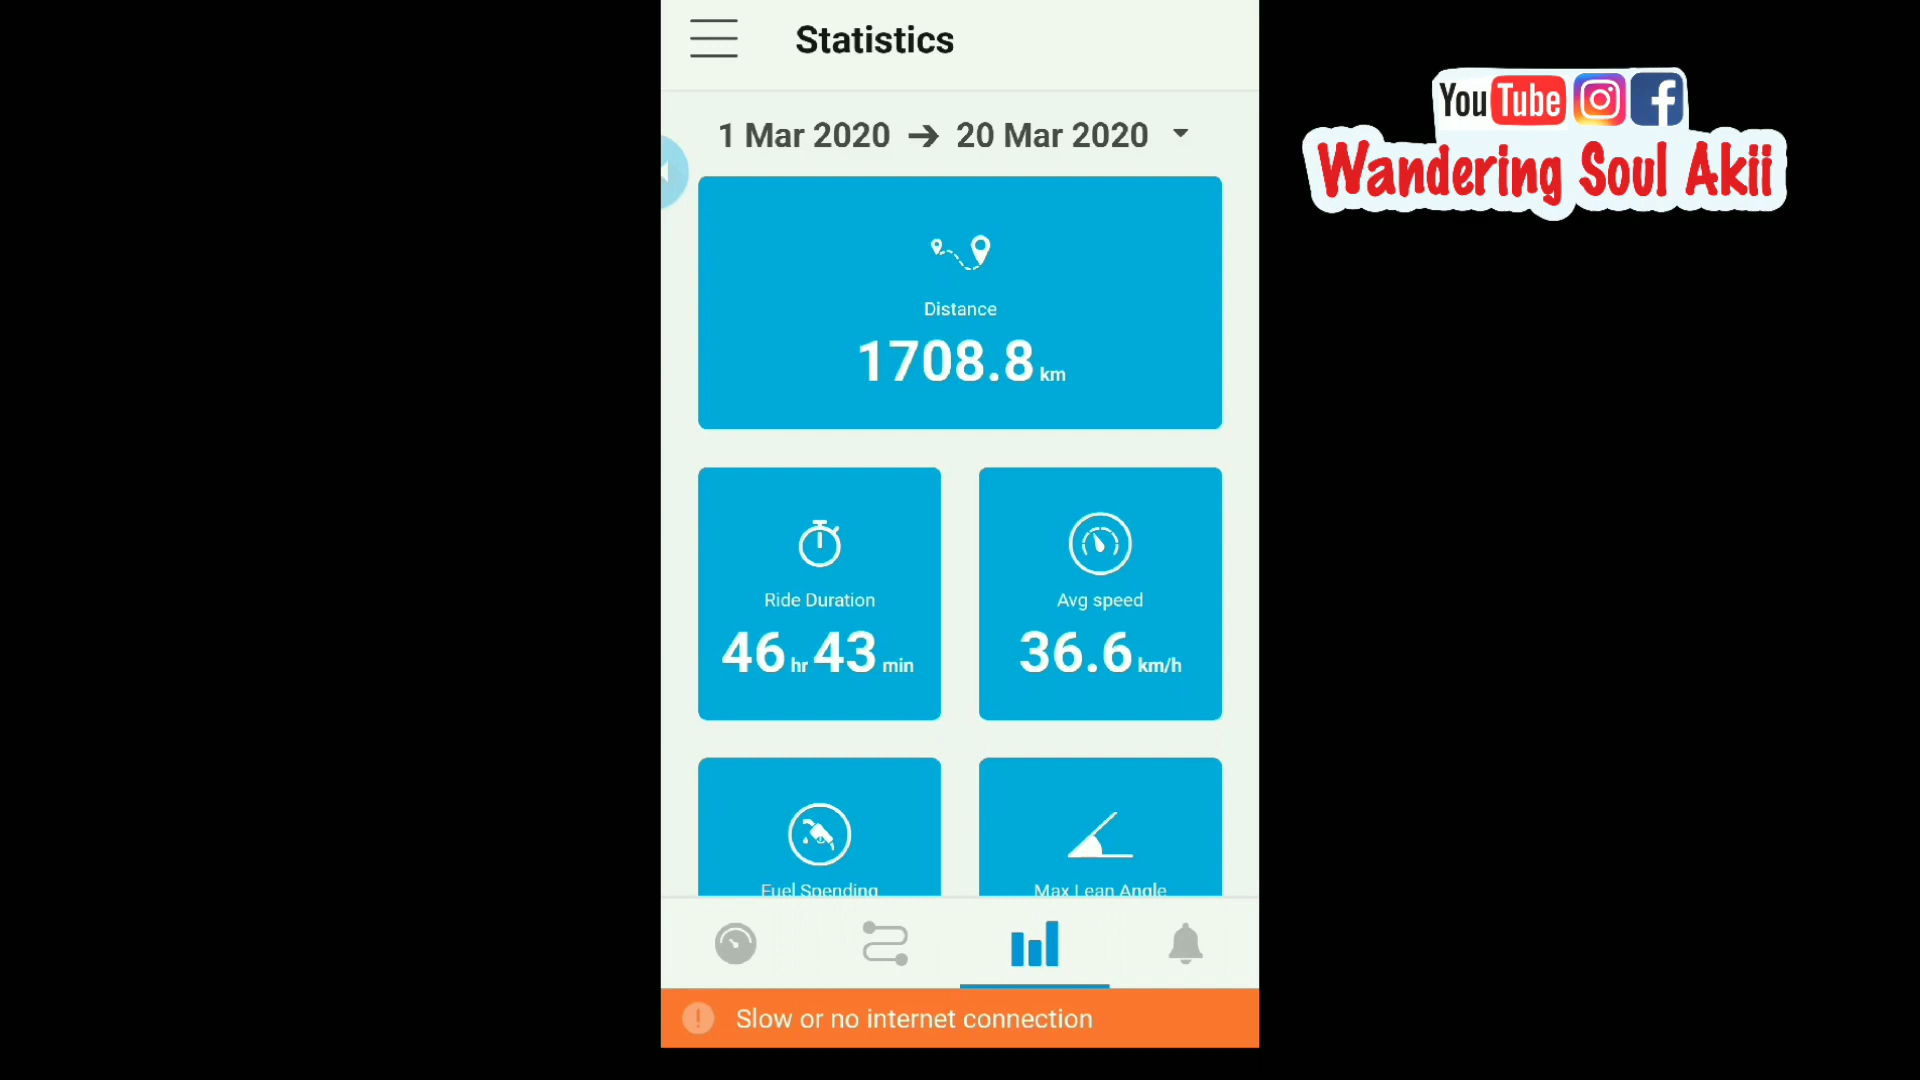 Statistics
YouTube
Wandering Soul Akii
1 Mar 2020 → 20 Mar 2020
Distance
1708.8 km
Ride Duration
46 hr 43 min
Avg speed
36.6 km/h
Fuel Spending
Max Lean Angle
Slow or no internet connection